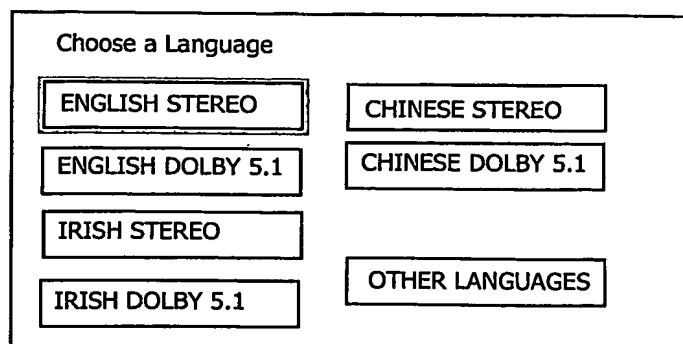 Choose a Language
ENGLISH STEREO
ENGLISH DOLBY 5.1
IRISH STEREO
IRISH DOLBY 5.1
CHINESE STEREO
CHINESE DOLBY 5.1
OTHER LANGUAGES